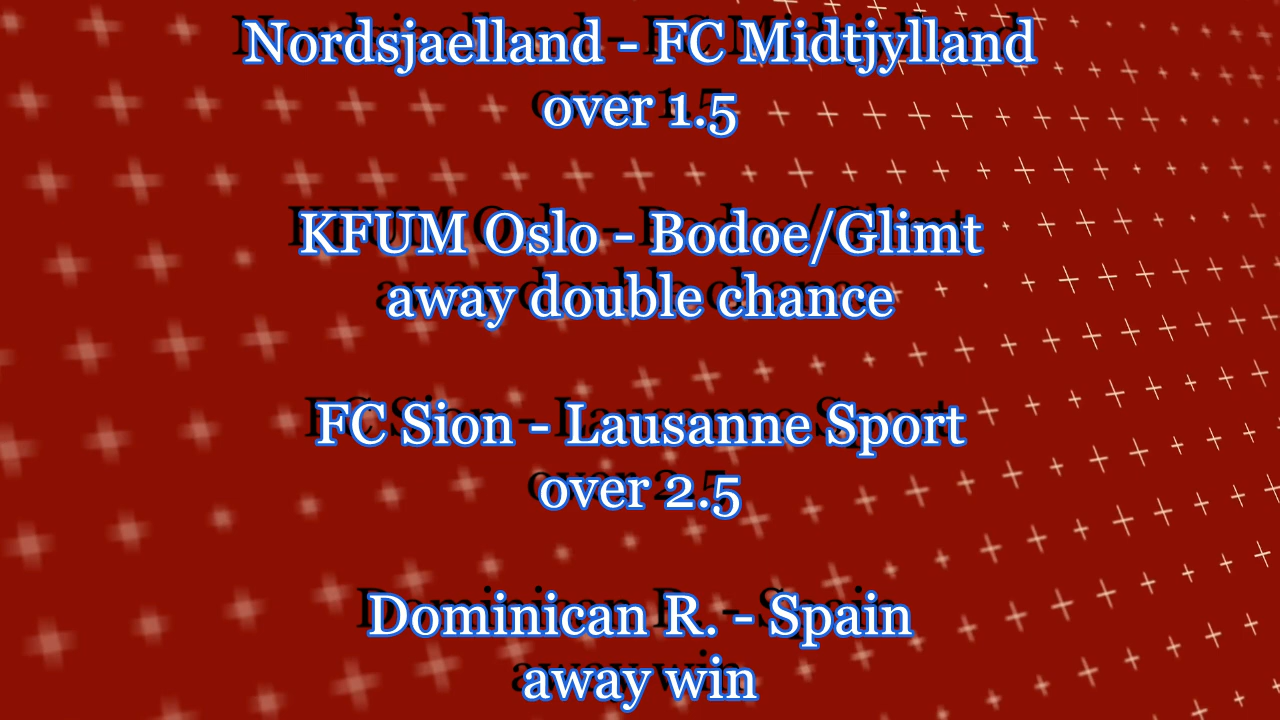 Nordsjaelland - FC Midtjylland
over 1.5
KFUM Oslo - Bodoe/Glimt
away double chance
FC Sion - Lausanne Sport
over 2.5
Dominican R. - Spain
away win